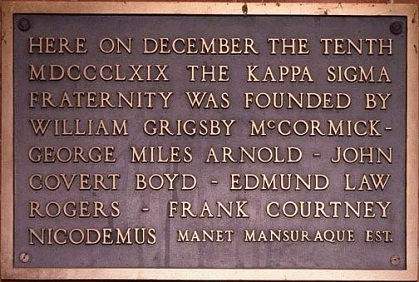 HERE ON DECEMBER THE TENTH
MDCCCLXIX THE KAPPA SIGMA
FRATERNITY WAS FOUNDED BY
WILLIAM GRIGSBY McCORMICK-
GEORGE MILES ARNOLD - JOHN
COVERT BOYD - EDMUND LAW
ROGERS - FRANK COURTNEY
NICODEMUS MANET MANSURAQUE EST.